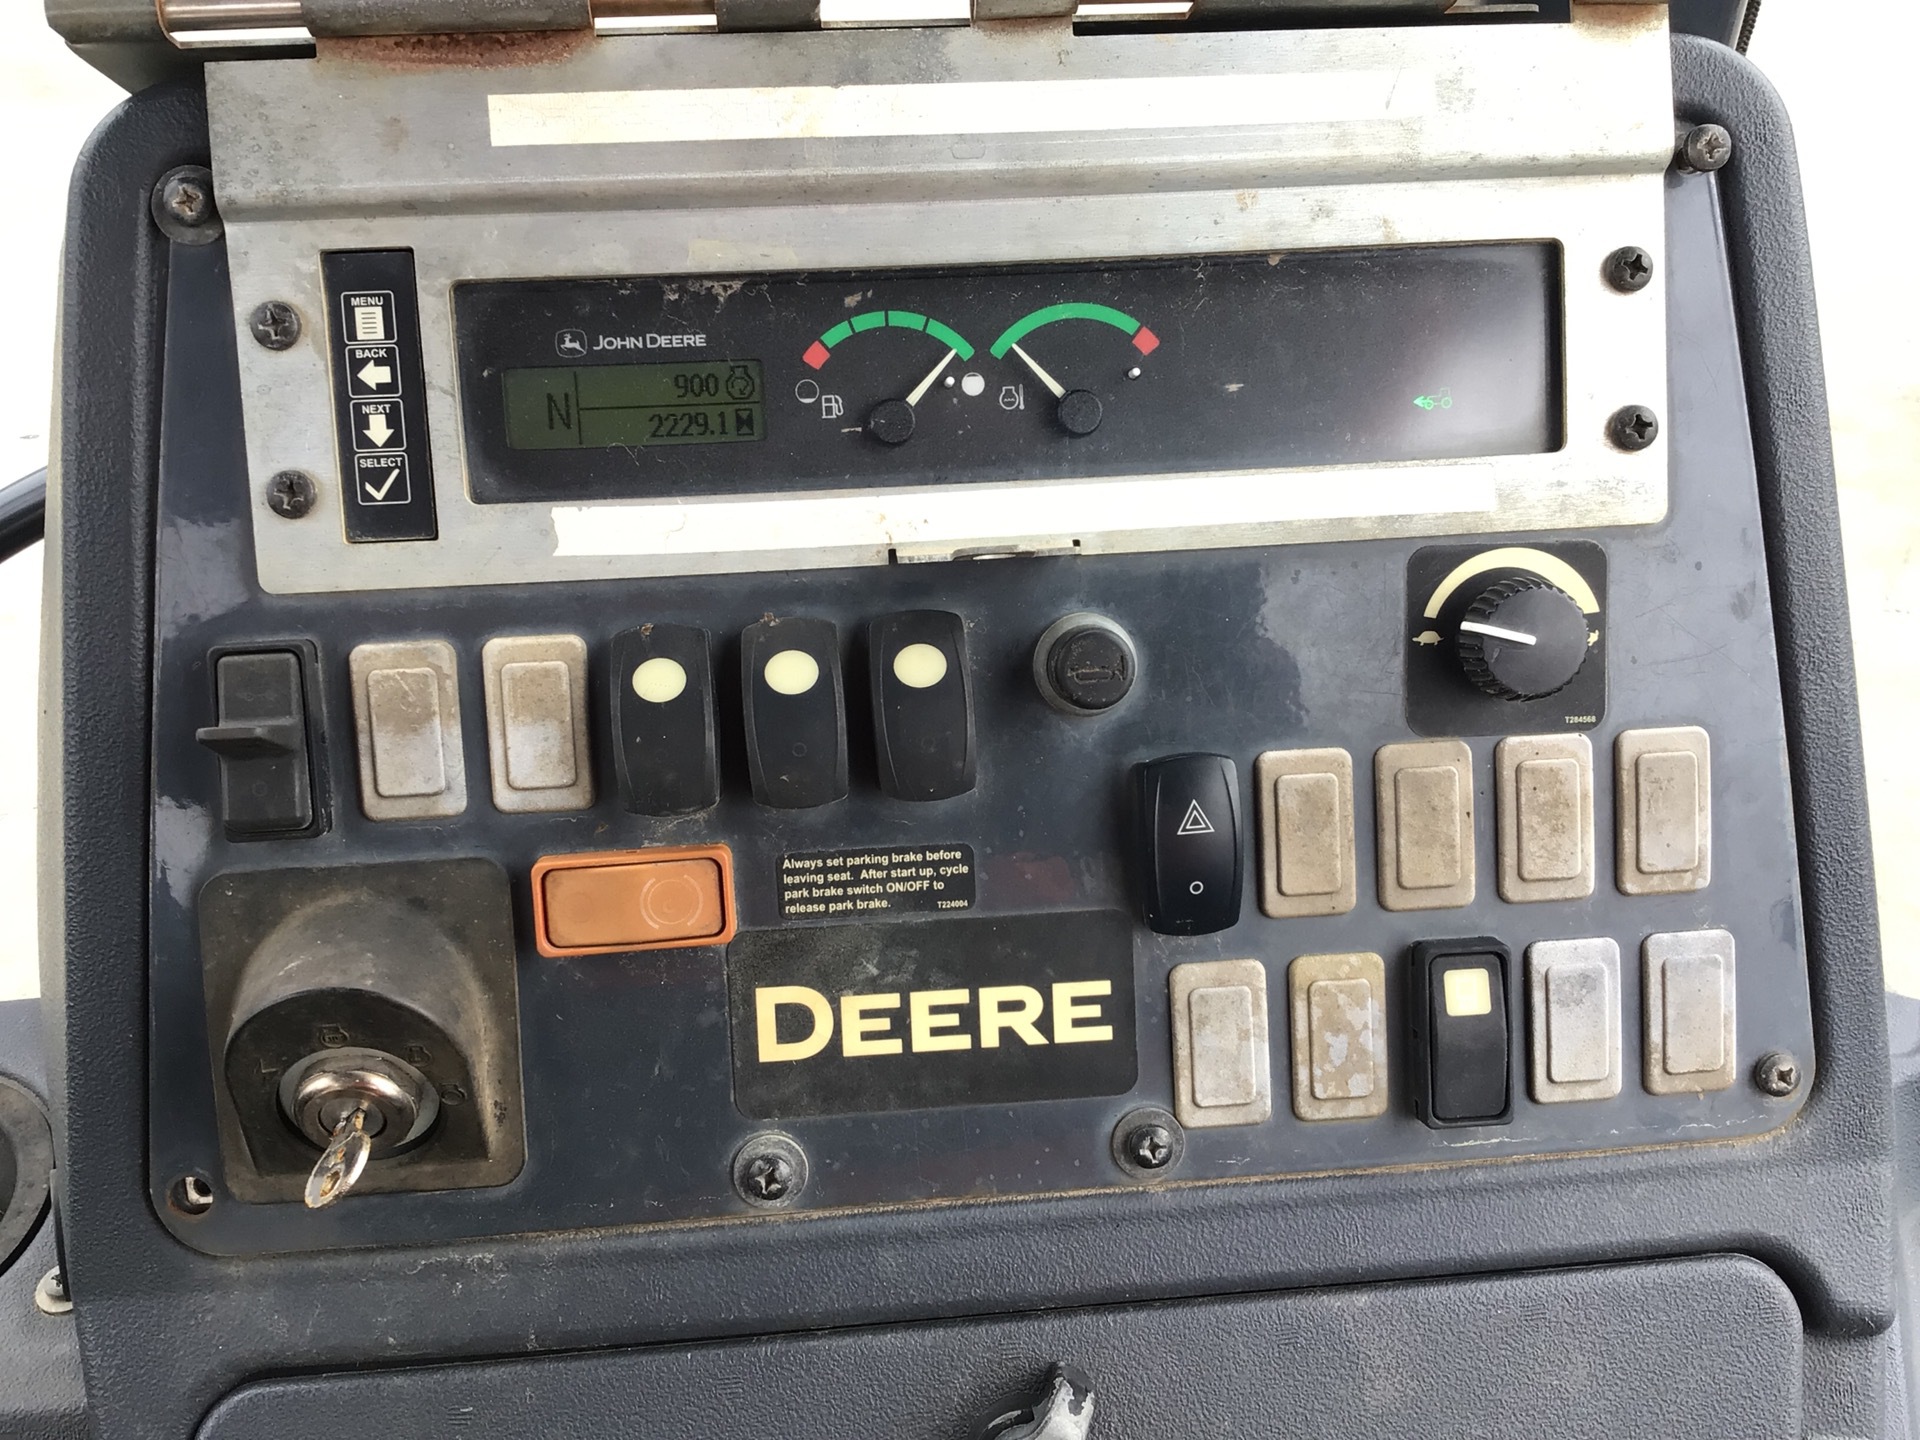 MENU
BACK
NEXT
SELECT
JOHN DEERE
N
900
2229.1
T284568
Always set parking brake before
leaving seat. After start up, cycle
park brake switch ON/OFF to
release park brake.
T224004
DEERE